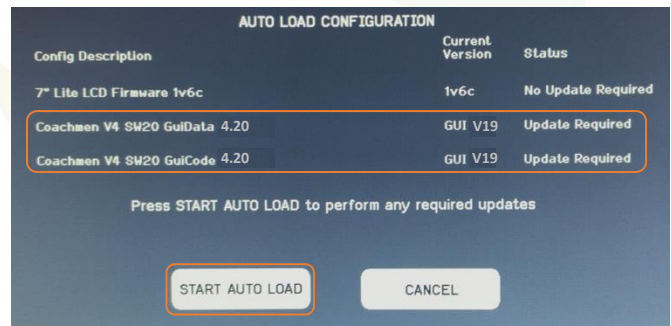 AUTO LOAD CONFIGURATION
Config Description Current Version Status
7" Lite LCD Firmware 1v6c 1v6c No Update Required
Coachmen V4 SW20 GuiData 4.20 GUI V19 Update Required
Coachmen V4 SW20 GuiCode 4.20 GUI V19 Update Required
Press START AUTO LOAD to perform any required updates
START AUTO LOAD CANCEL